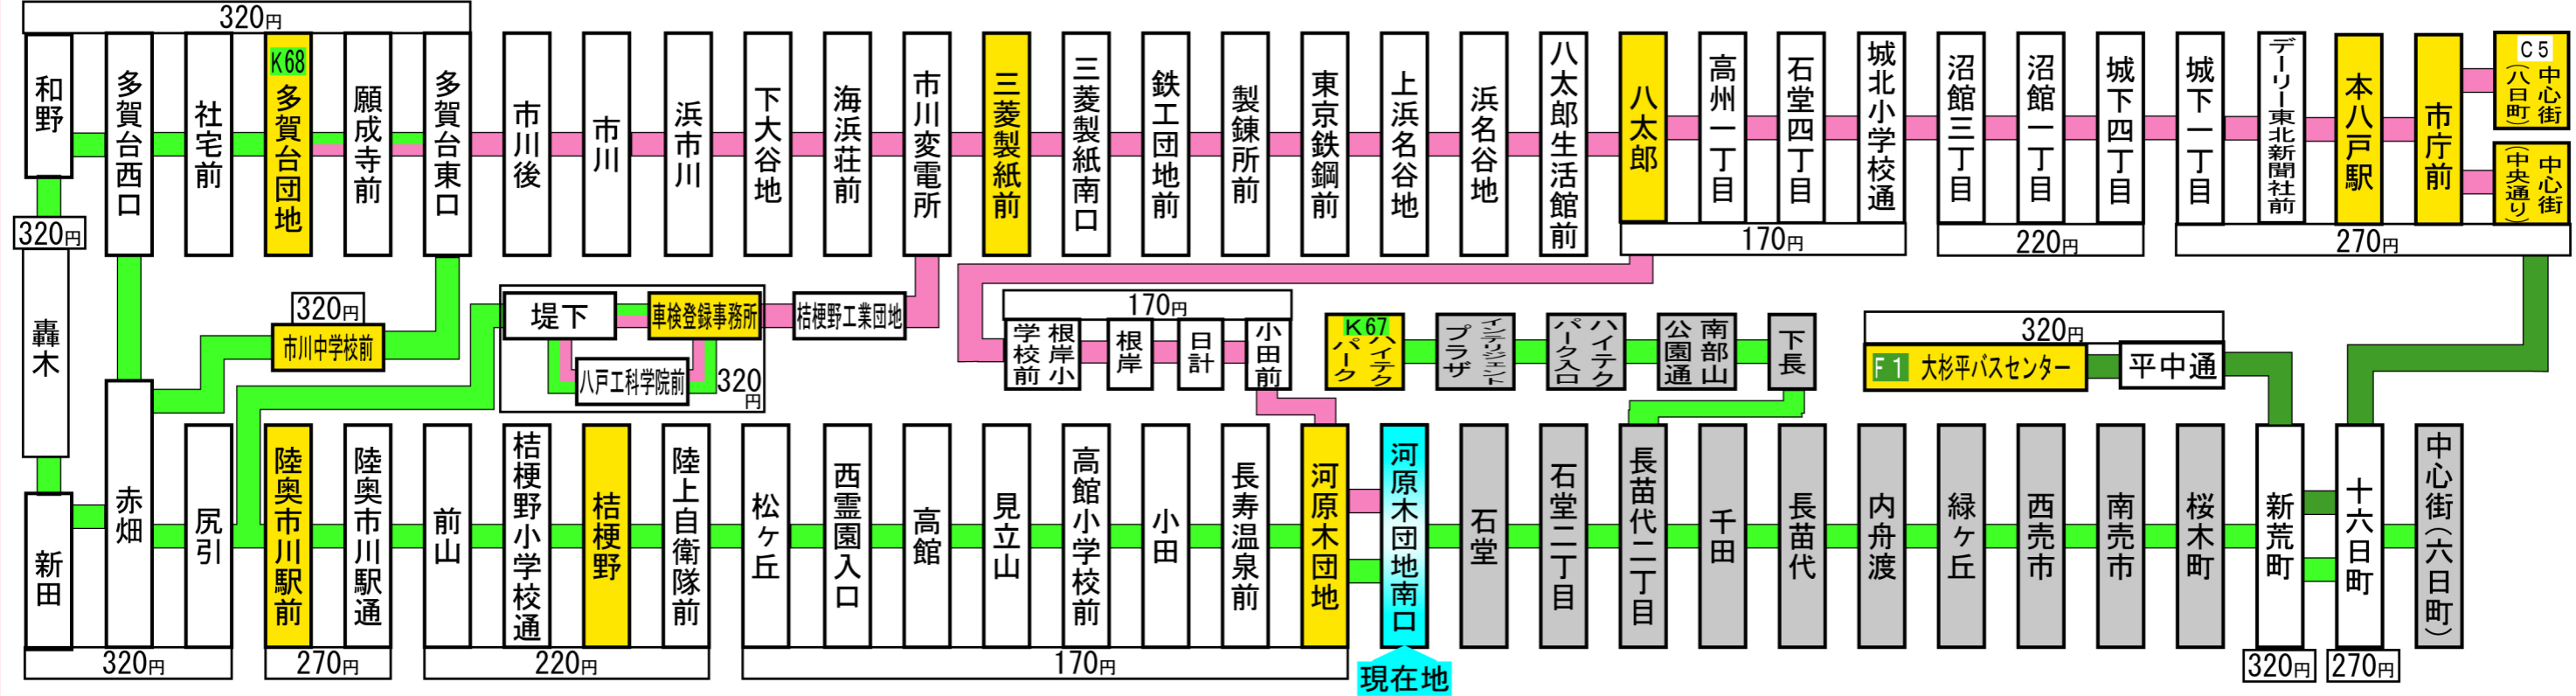 320円
和野
多賀台西口
社宅前
K68
多賀台団地
願成寺前
多賀台東口
市川後
市川
浜市川
下大谷地
海浜荘前
市川変電所
三菱製紙前
三菱製紙南口
鉄工団地前
製錬所前
東京鉄鋼前
上浜名谷地
浜名谷地
八太郎生活館前
八太郎
高州一丁目
石堂四丁目
城北小学校通
沼館三丁目
沼館一丁目
城下四丁目
城下一丁目
デーリー東北新聞社前
本八戸駅
市庁前
C5
中心街
(八日町)
中心街
(中央通り)
170円
220円
270円
320円
轟木
320円
市川中学校前
堤下
車検登録事務所
桔梗野工業団地
八戸工科学院前
320
円
170円
根岸小
学校前
根岸
日計
小田前
K67
ハイテク
パーク
インテリジェント
プラザ
ハイテク
パーク入口
南部山
公園通
下長
320円
F1 大杉平バスセンター
平中通
新田
赤畑
尻引
陸奥市川駅前
陸奥市川駅通
前山
桔梗野小学校通
桔梗野
陸上自衛隊前
松ヶ丘
西霊園入口
高館
見立山
高館小学校前
小田
長寿温泉前
河原木団地
河原木団地南口
石堂
石堂二丁目
長苗代二丁目
千田
長苗代
内舟渡
緑ヶ丘
西売市
南売市
桜木町
新荒町
十六日町
中心街(六日町)
320円
270円
220円
170円
現在地
320円
270円